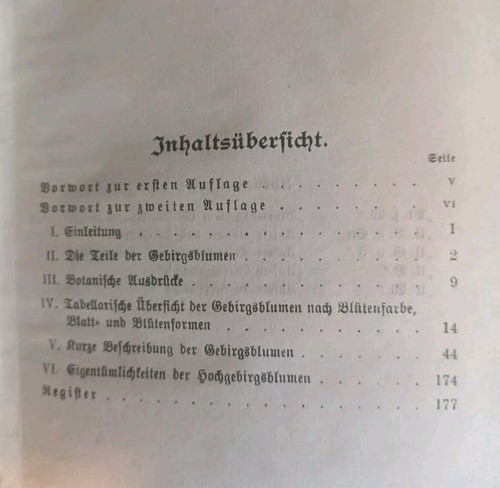 Inhaltsübersicht.
Seite
Vorwort zur ersten Auflage . . . . . . . . V
Vorwort zur zweiten Auflage . . . . . . . VI
I. Einleitung . . . . . . . . . . . . . 1
II. Die Teile der Gebirgsblumen . . . . . . . . 2
III. Botanische Ausdrücke . . . . . . . . . . 9
IV. Tabellarische Übersicht der Gebirgsblumen nach Blütenfarbe,
Blatt- und Blütenformen . . . . . . . . . 14
V. Kurze Beschreibung der Gebirgsblumen . . . . . 44
VI. Eigentümlichkeiten der Hochgebirgsblumen . . . . 174
Register . . . . . . . . . . . . . . 177